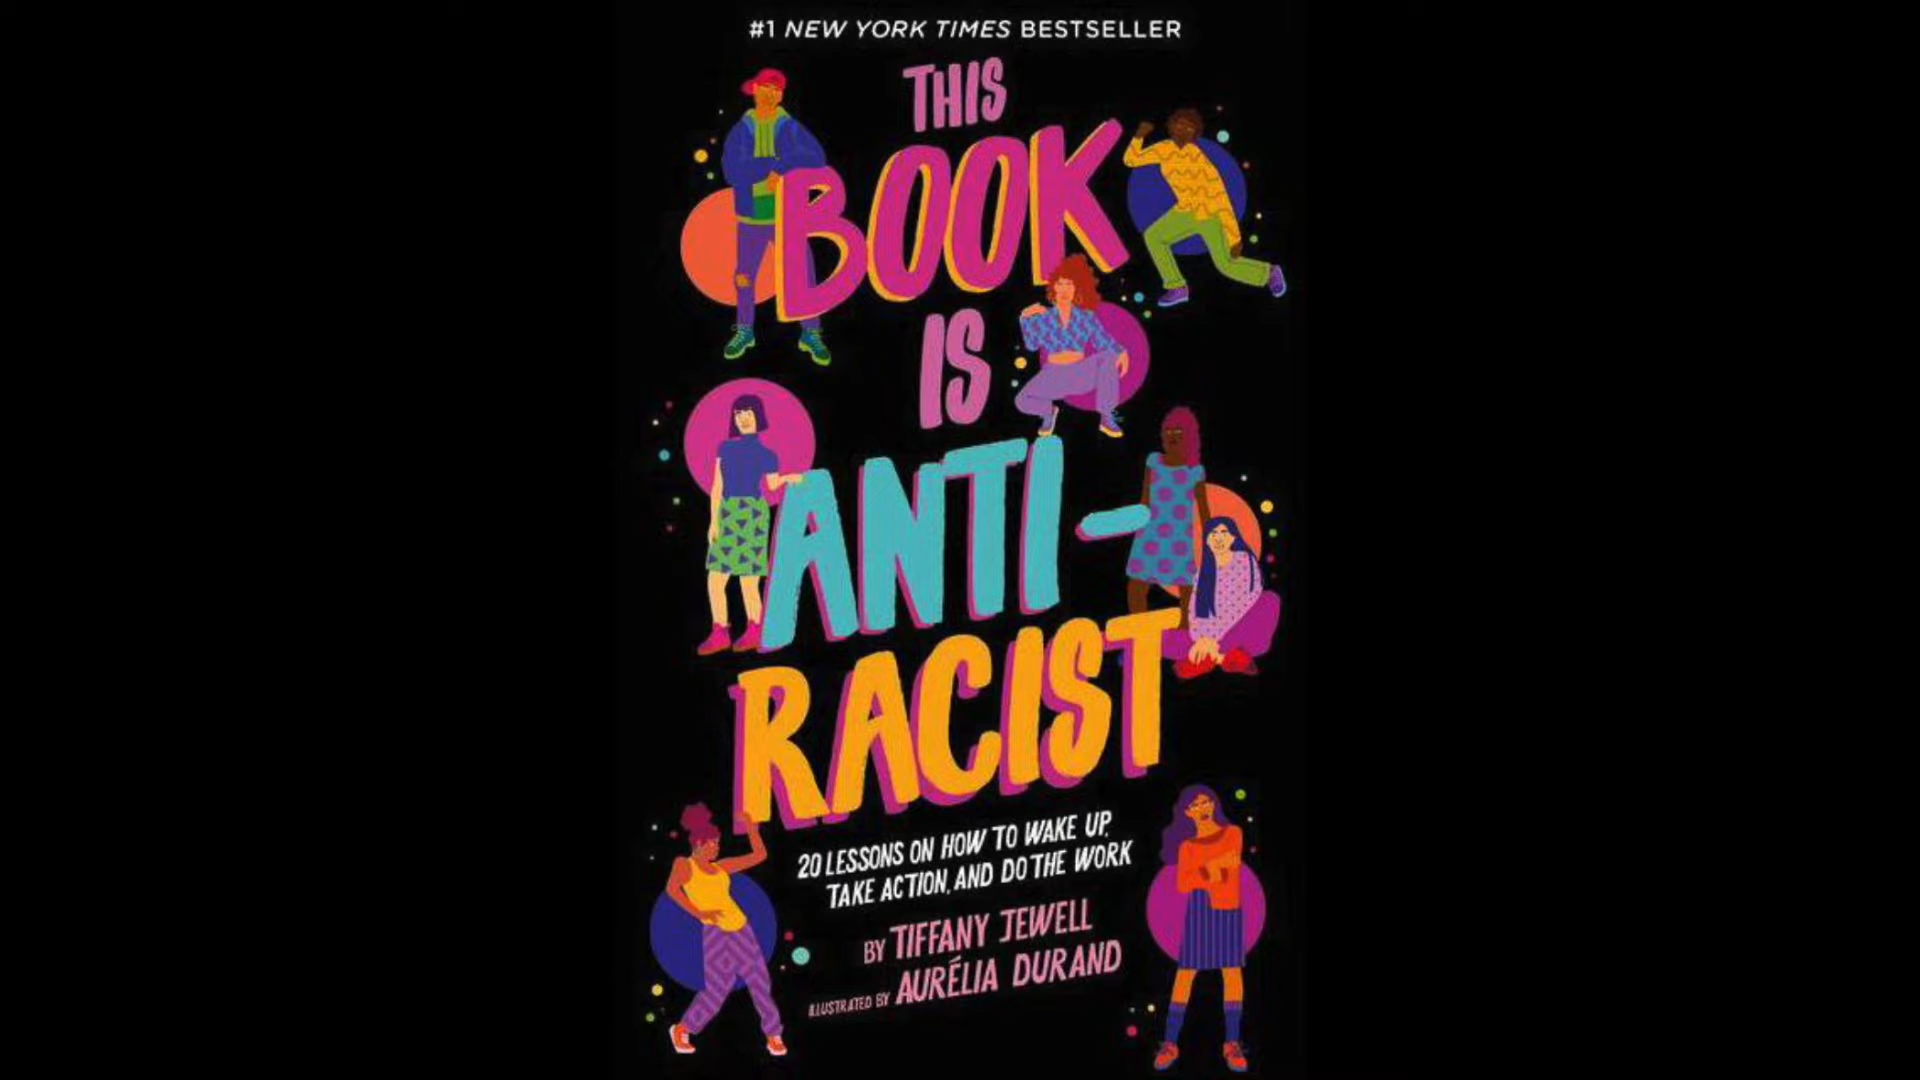 #1 NEW YORK TIMES BESTSELLER
THIS
BOOK
IS
ANTI-
RACIST
20 LESSONS ON HOW TO WAKE UP,
TAKE ACTION, AND DO THE WORK
BY TIFFANY JEWELL
ILLUSTRATED BY AURÉLIA DURAND